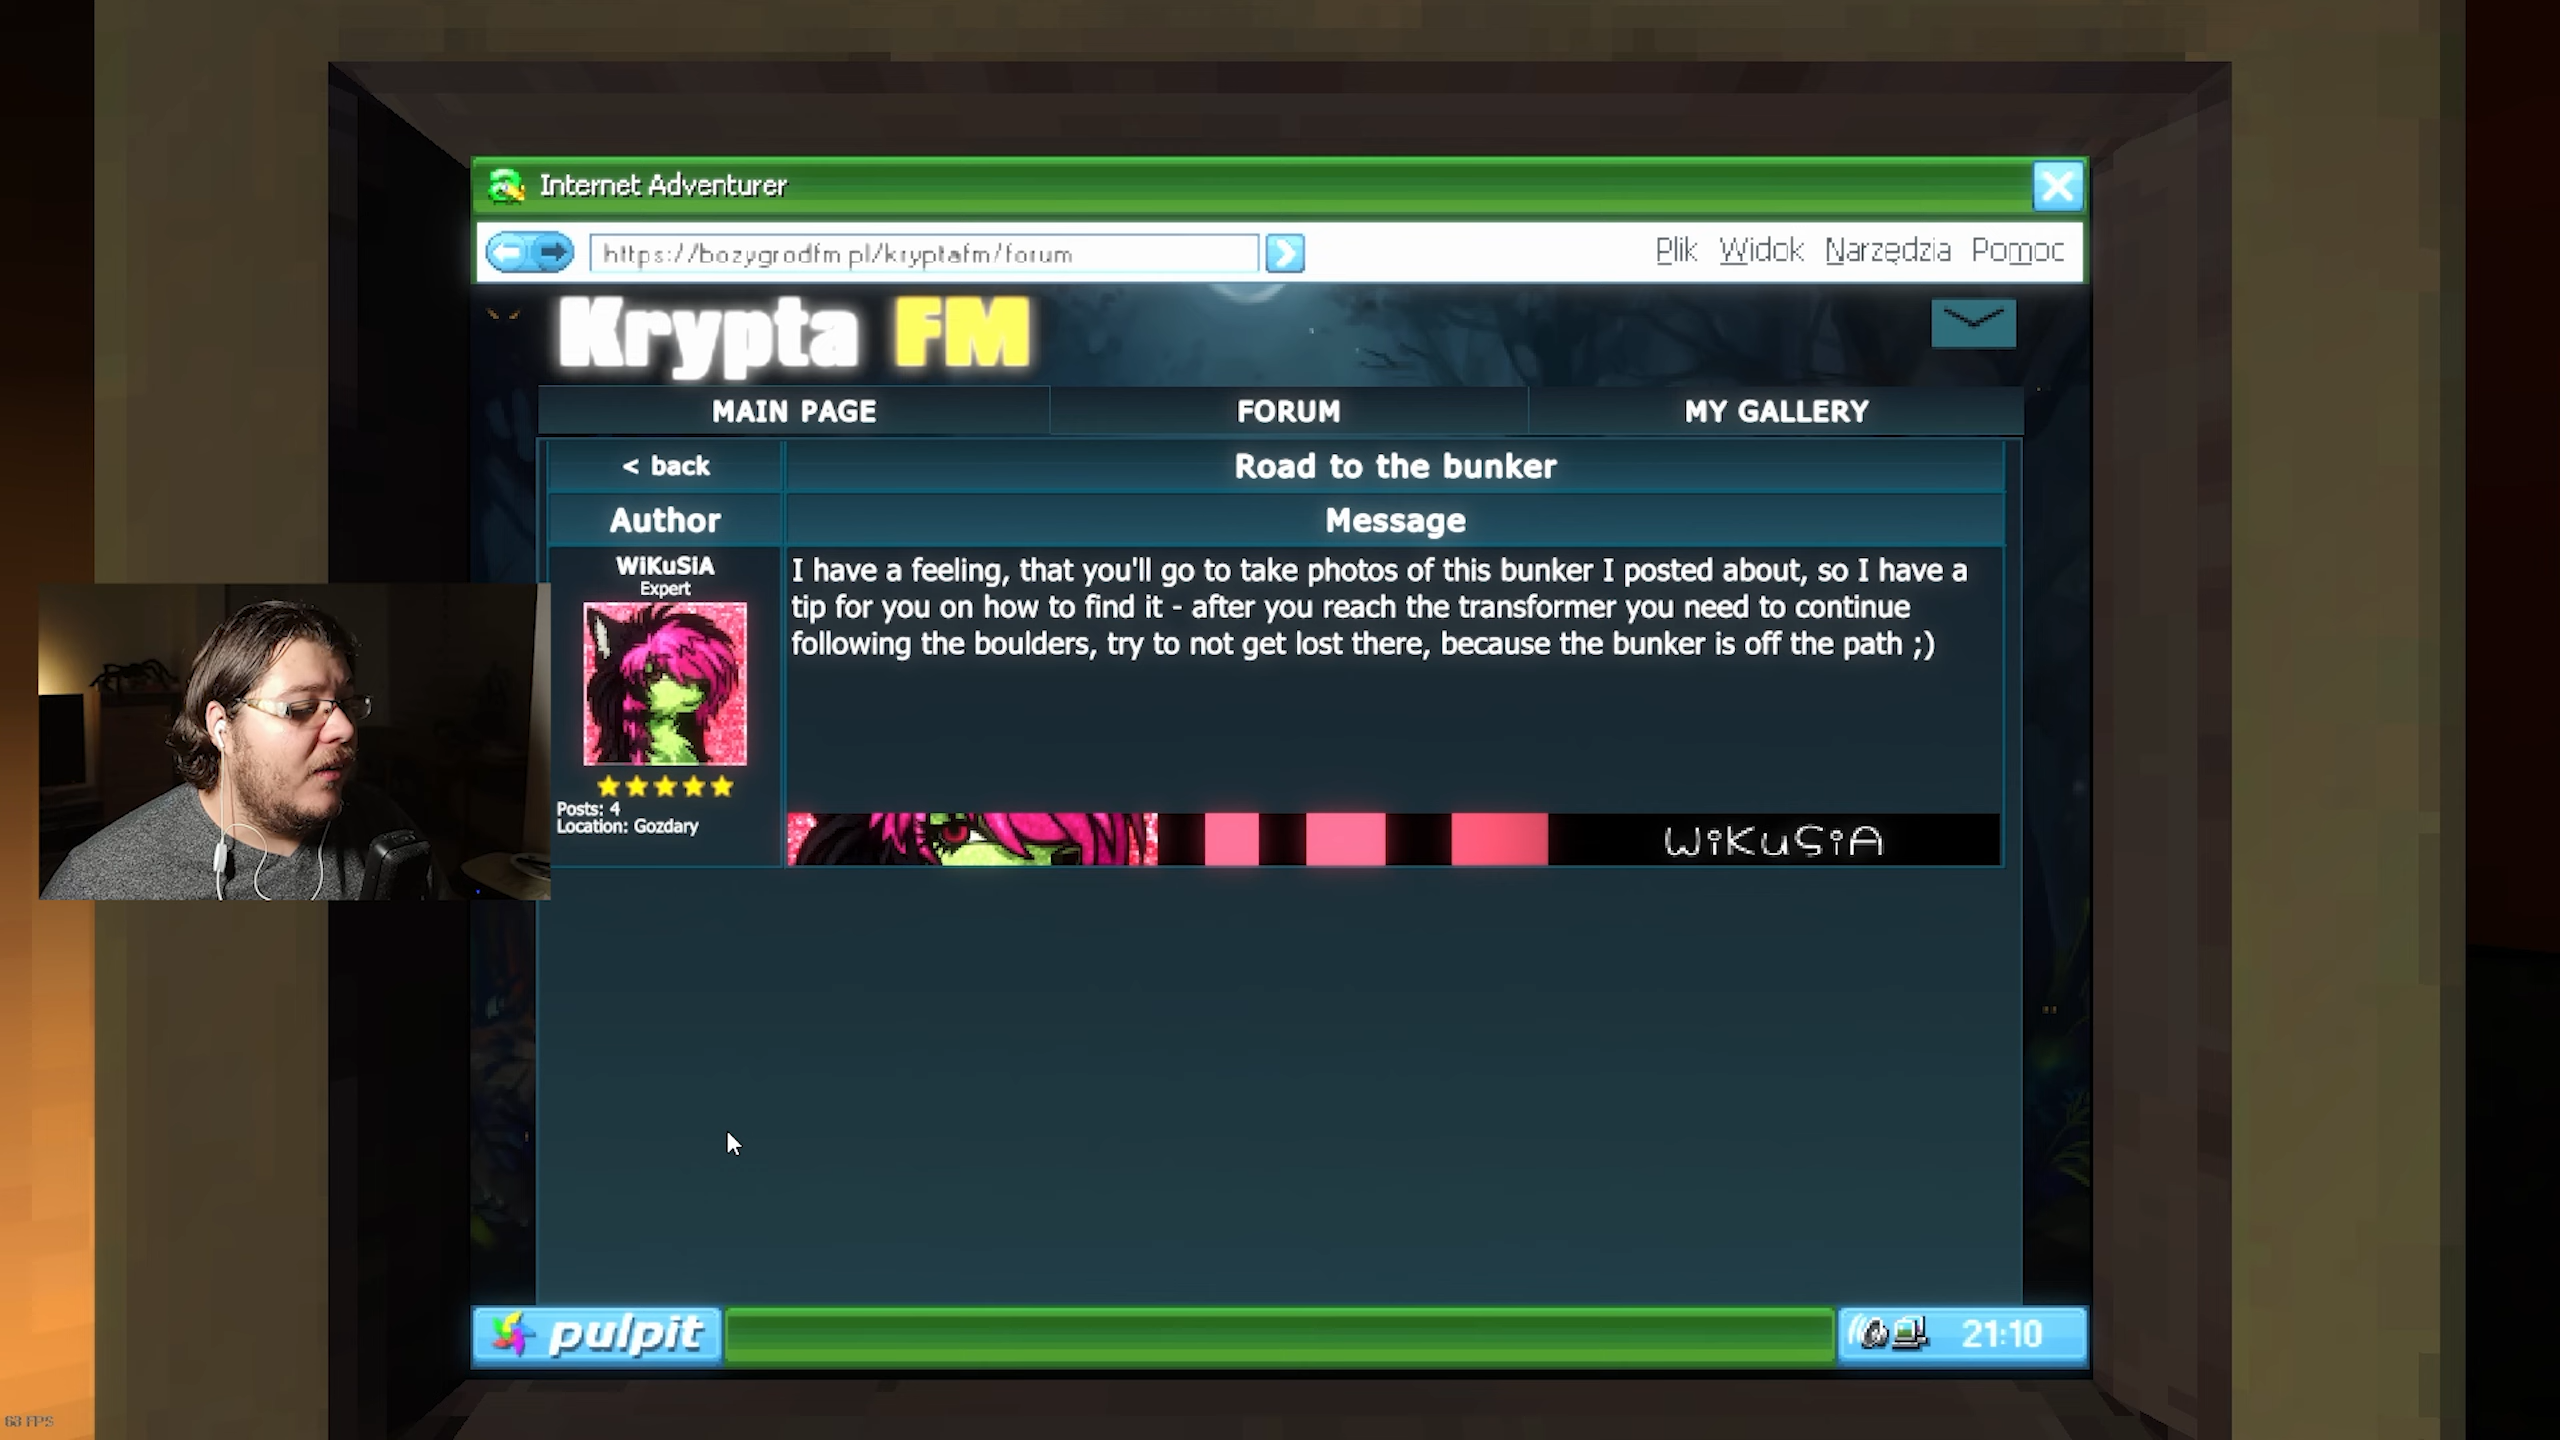 Internet Adventurer
https://bozygrodfm.pl/kryptafm/forum
Plik Widok Narzędzia Pomoc
Krypta FM
MAIN PAGE FORUM MY GALLERY
< back Road to the bunker
Author Message
WiKuSiA
Expert
I have a feeling, that you'll go to take photos of this bunker I posted about, so I have a
tip for you on how to find it - after you reach the transformer you need to continue
following the boulders, try to not get lost there, because the bunker is off the path ;)
Posts: 4
Location: Gozdary
WiKuSiA
pulpit
21:10
63 FPS